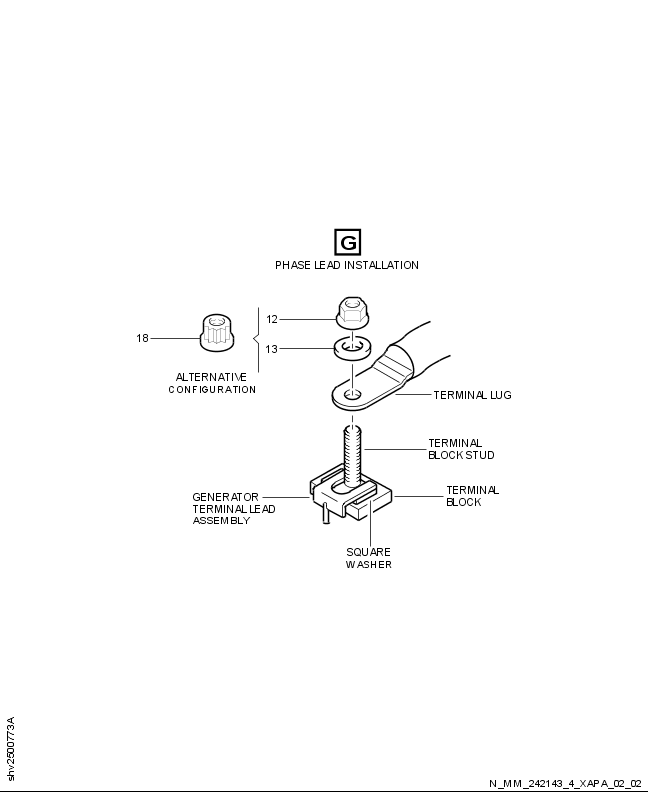 G
PHASE LEAD INSTALLATION
12
18
13
ALTERNATIVE
CONFIGURATION
TERMINAL LUG
TERMINAL
BLOCK STUD
GENERATOR
TERMINAL LEAD
ASSEMBLY
TERMINAL
BLOCK
SQUARE
WASHER
shv2500773A
N_MM_242143_4_XAPA_02_02